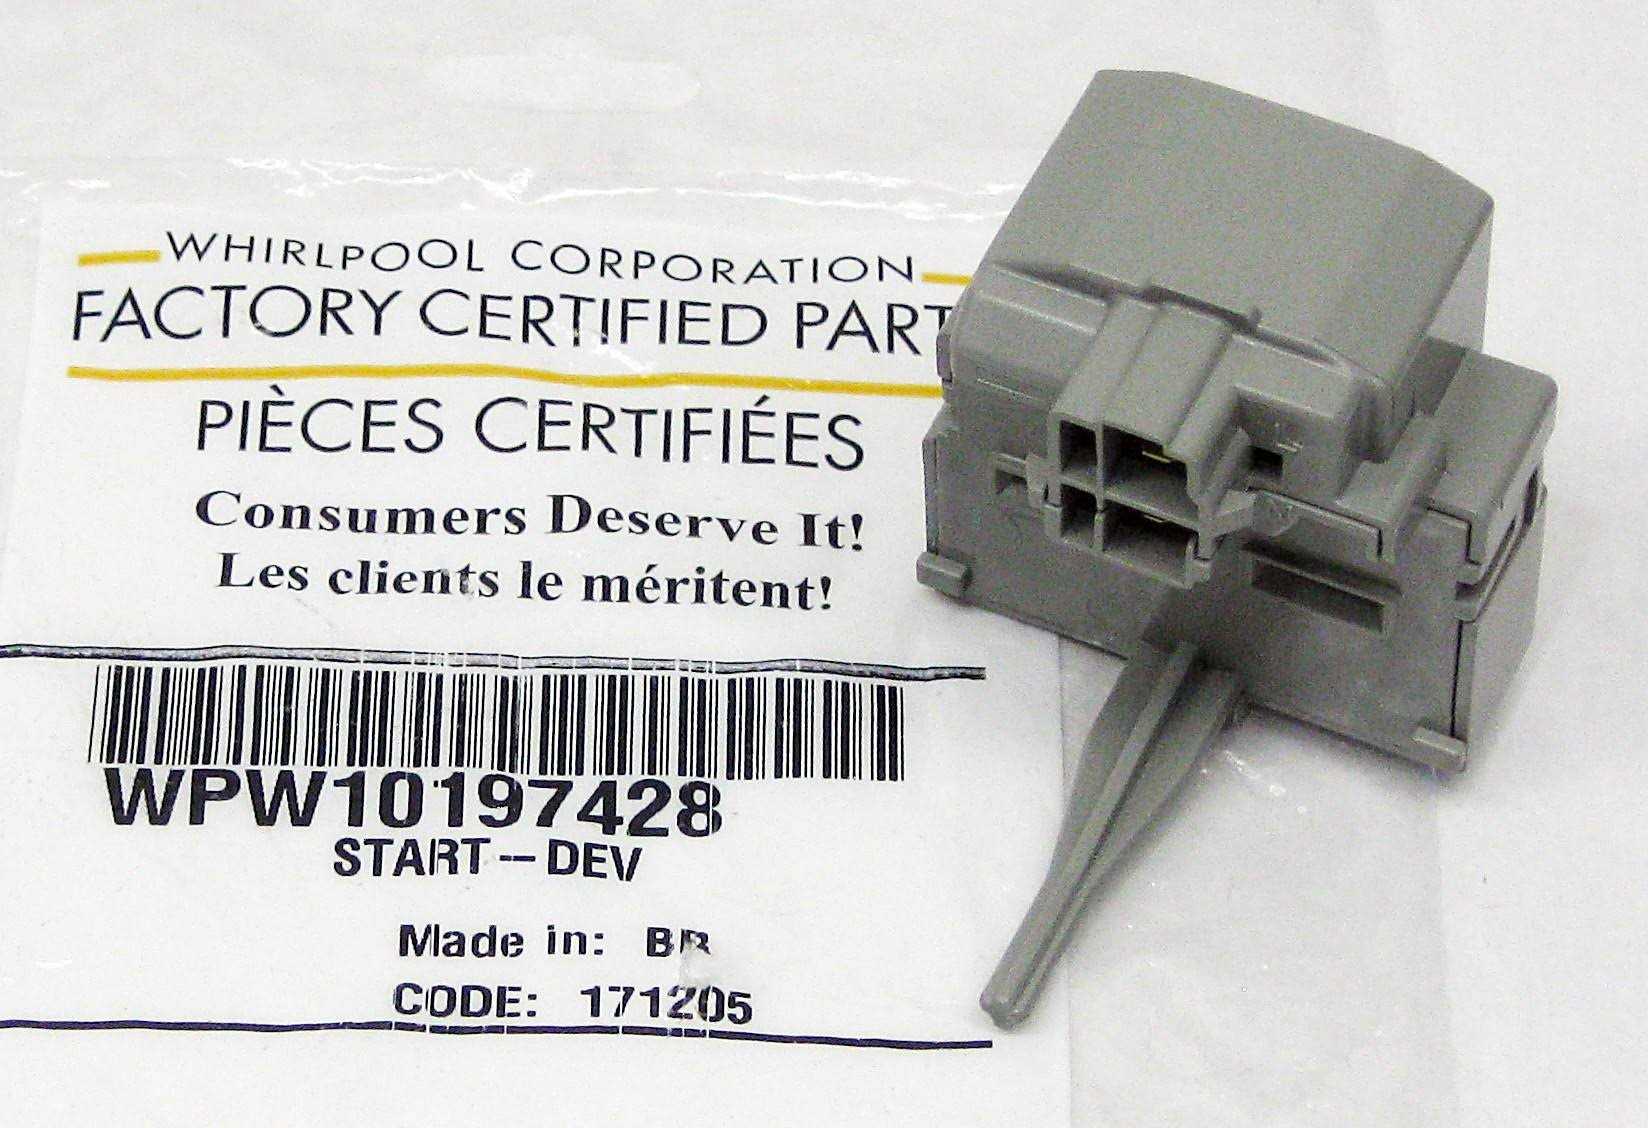 WHIRLPOOL CORPORATION
FACTORY CERTIFIED PART
PIÈCES CERTIFIÉES
Consumers Deserve It!
Les clients le méritent!
WPW10197428
START--DEV
Made in: BR
CODE: 171205